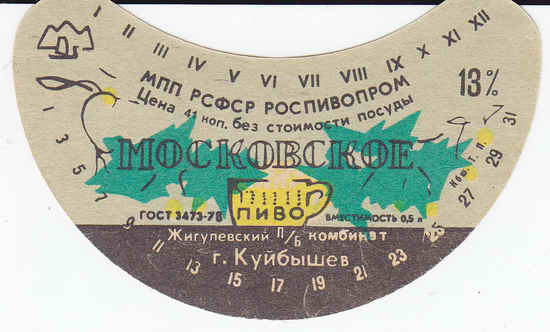 I II III IV V VI VII VIII IX X XI XII
МПП РСФСР РОСПИВОПРОМ
13%
Цена 41 коп. без стоимости посуды
МОСКОВСКОЕ
ПИВО
ГОСТ 3473-78
ВМЕСТИМОСТЬ 0,5 л
Жигулевский п/б комбинат
г. Куйбышев
1 3 5 7 9 11 13 15 17 19 21 23 25 27 29 31